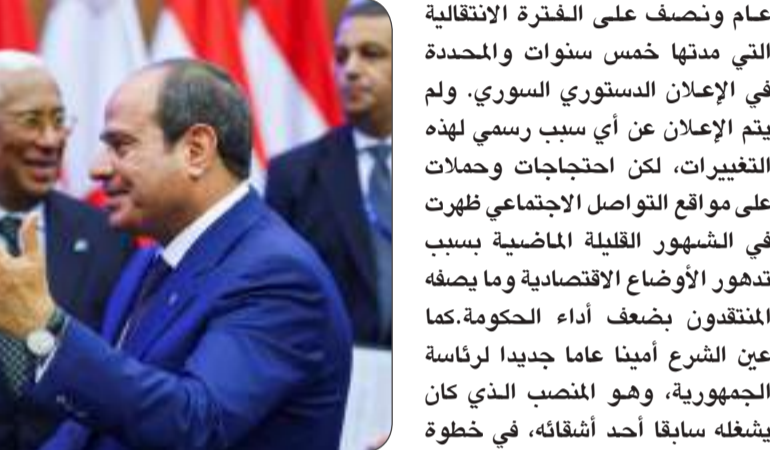 عام ونصف على الفترة الانتقالية
التي مدتها خمس سنوات والمحددة
في الإعلان الدستوري السوري. ولم
يتم الإعلان عن أي سبب رسمي لهذه
التغييرات، لكن احتجاجات وحملات
على مواقع التواصل الاجتماعي ظهرت
في الشهور القليلة الماضية بسبب
تدهور الأوضاع الاقتصادية وما يصفه
المنتقدون بضعف أداء الحكومة.كما
عين الشرع أمينا عاما جديدا لرئاسة
الجمهورية، وهو المنصب الذي كان
يشغله سابقا أحد أشقائه، في خطوة